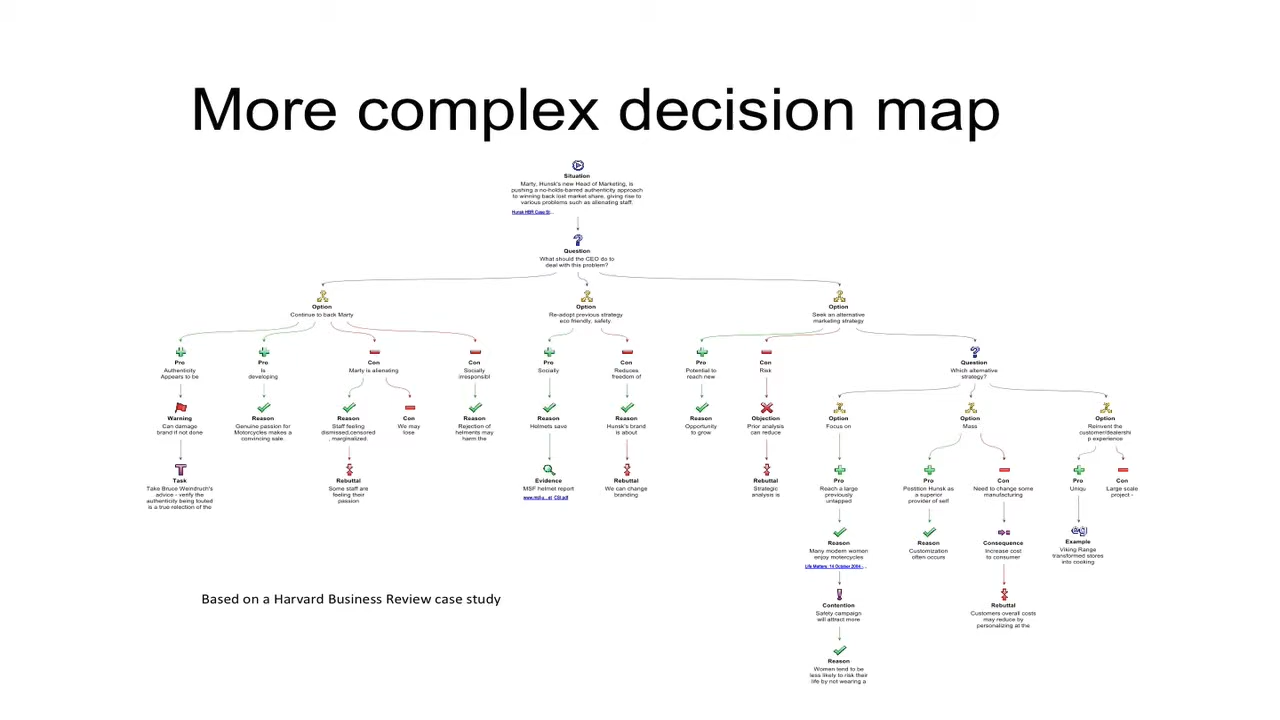 More complex decision map
Situation
Marty, Hunsk's new Head of Marketing, is
pushing a no-holds-barred authenticity approach
to winning back lost market share, giving rise to
various problems such as alienating staff.
Hunsk HBR Case St...
Question
What should the CEO do to
deal with this problem?
Option
Continue to back Marty
Option
Re-adopt previous strategy
eco friendly, safety
Option
Seek an alternative
marketing strategy
Pro
Authenticity
Appears to be
Pro
Is
developing
Con
Marty is alienating
Con
Socially
irresponsibl
Pro
Socially
Con
Reduces
freedom of
Pro
Potential to
reach new
Con
Risk
Question
Which alternative
strategy?
Warning
Can damage
brand if not done
Reason
Genuine passion for
Motorcycles makes a
convincing sale.
Reason
Staff feeling
dismissed,censored
, marginalized.
Con
We may
lose
Reason
Rejection of
helments may
harm the
Reason
Helmets save
Reason
Hunsk's brand
is about
Reason
Opportunity
to grow
Objection
Prior analysis
can reduce
Option
Focus on
Option
Mass
Option
Reinvent the
customer/dealershi
p experience
Task
Take Bruce Weindruch's
advice - verify the
authenticity being touted
is a true relection of the
Rebuttal
Some staff are
feeling their
passion
Evidence
MSF helmet report
Rebuttal
We can change
branding
Rebuttal
Strategic
analysis is
Pro
Reach a large
previously
untapped
Pro
Postition Hunsk as
a superior
provider of self
Con
Need to change some
manufacturing
Pro
Uniqu
Con
Large scale
project -
Reason
Many modern women
enjoy motercycles
Life Matters, 14 October 2004 -...
Reason
Customization
often occurs
Consequence
Increase cost
to consumer
eg
Example
Viking Range
transformed stores
into cooking
Contention
Safety campaign
will attract more
Rebuttal
Customers overall costs
may reduce by
personalizing at the
Reason
Women tend to be
less likely to risk their
life by not wearing a
Based on a Harvard Business Review case study